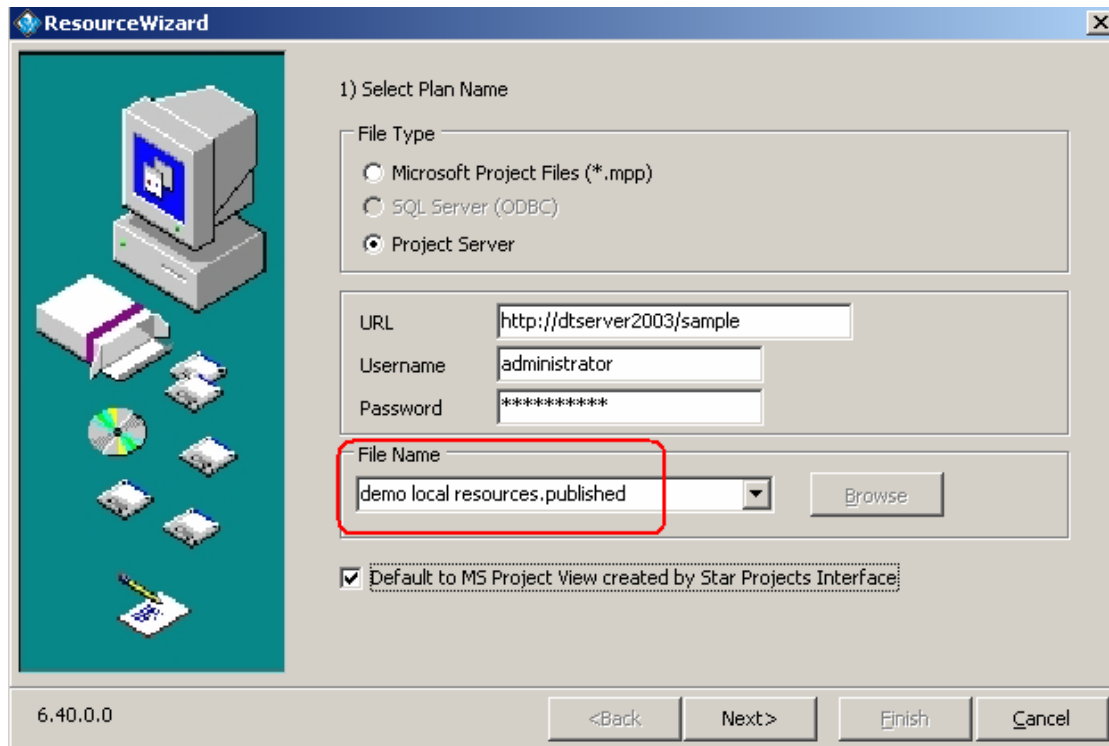 ResourceWizard
1) Select Plan Name
File Type
Microsoft Project Files (*.mpp)
SQL Server (ODBC)
Project Server
URL http://dtserver2003/sample
Username administrator
Password **********
File Name
demo local resources.published Browse
Default to MS Project View created by Star Projects Interface
6.40.0.0 <Back Next> Finish Cancel